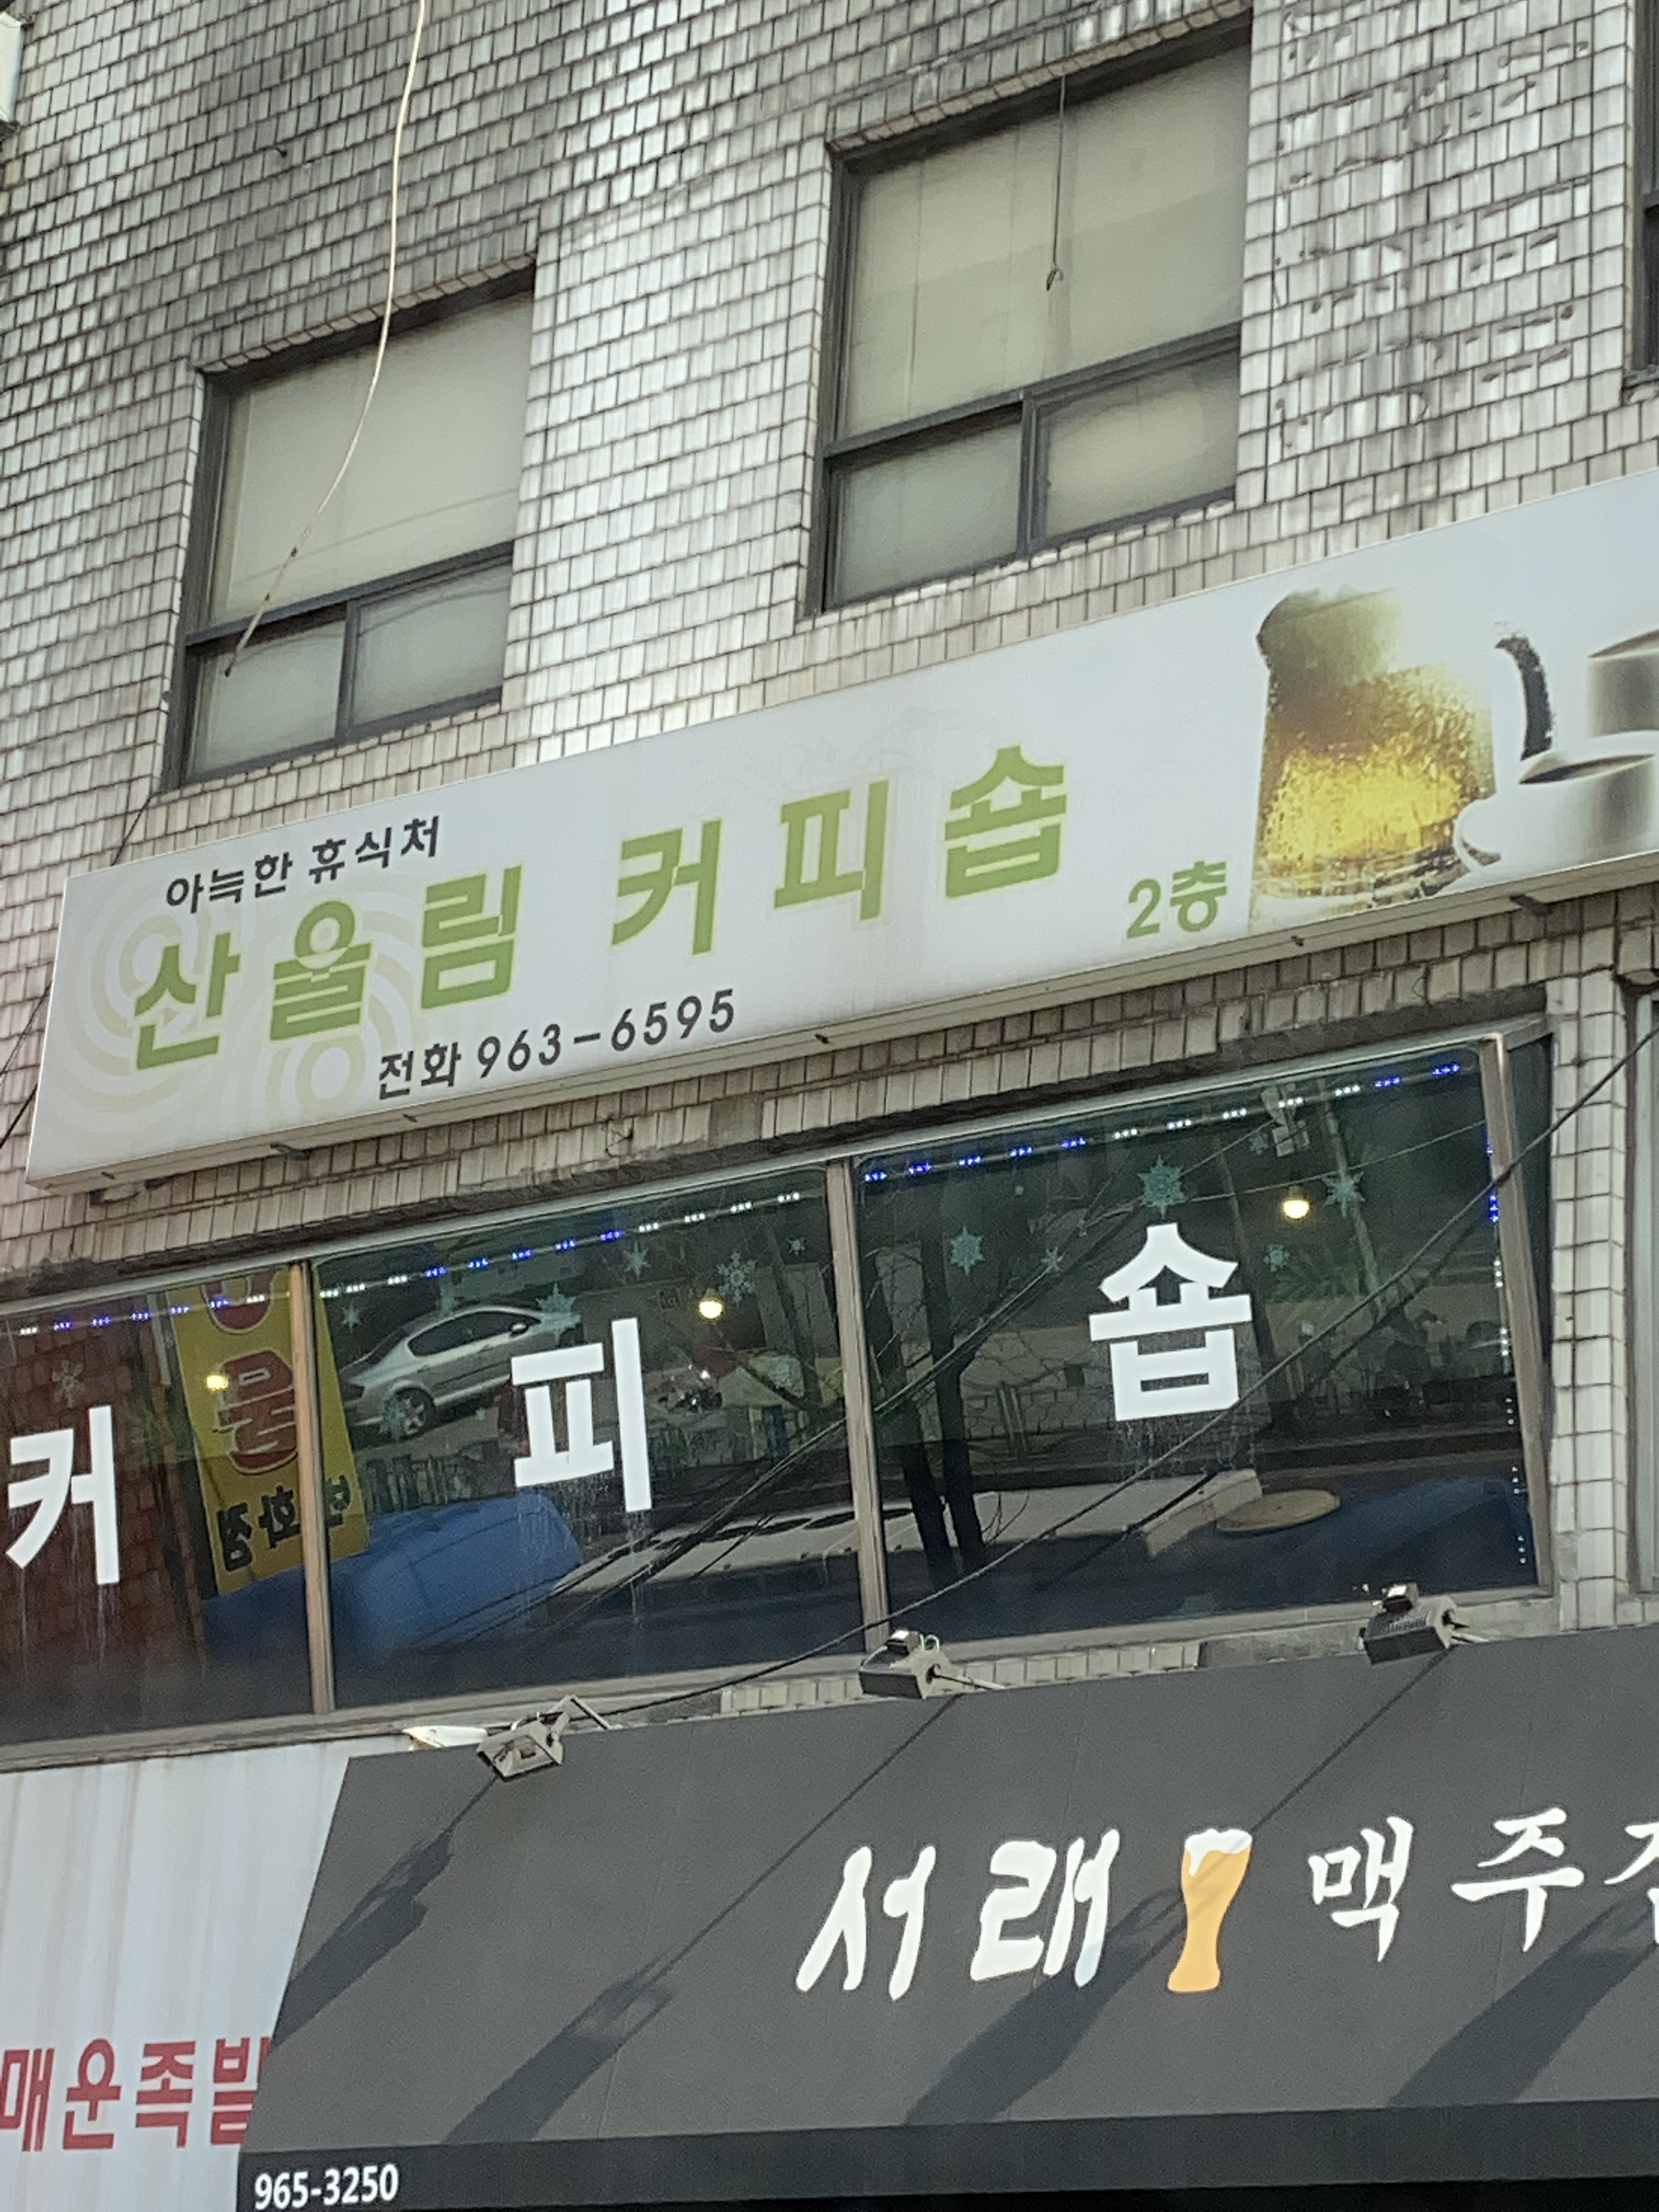 아늑한 휴식처
산울림 커피숍
2층
전화 963-6595
커피숍
서래 맥주
매운족발
965-3250